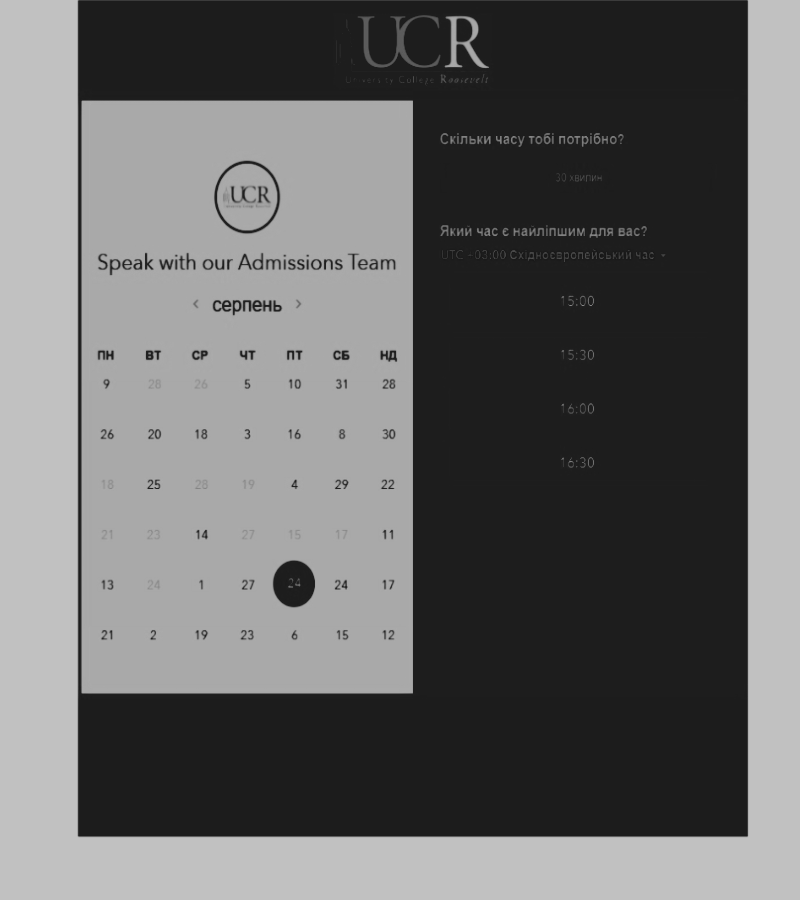 UCR
University College Roosevelt
UCR
Speak with our Admissions Team
< серпень >
ПН ВТ СР ЧТ ПТ СБ НД
9 28 26 5 10 31 28
26 20 18 3 16 8 30
18 25 28 19 4 29 22
21 23 14 27 15 17 11
13 24 1 27 24 24 17
21 2 19 23 6 15 12
Скільки часу тобі потрібно?
30 хвилин
Який час є найліпшим для вас?
UTC +03:00 Східноєвропейський час
15:00
15:30
16:00
16:30